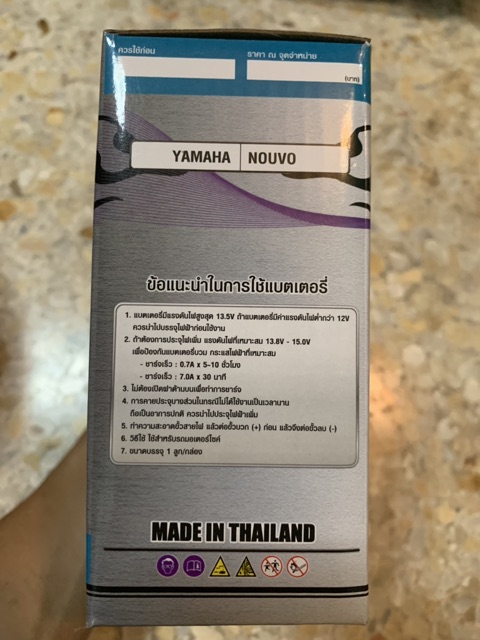 ควรใช้ก่อน
ราคา ณ จุดจำหน่าย
(บาท)
YAMAHA NOUVO
ข้อแนะนำในการใช้แบตเตอรี่
1. แบตเตอรี่มีแรงดันไฟสูงสุด 13.5V ถ้าแบตเตอรี่มีค่าแรงดันไฟต่ำกว่า 12V
ควรนำไปบรรจุไฟฟ้าก่อนใช้งาน
2. ถ้าต้องการประจุไฟเพิ่ม แรงดันไฟที่เหมาะสม 13.8V - 15.0V
เพื่อป้องกันแบตเตอรี่บวม กระแสไฟฟ้าที่เหมาะสม
- ชาร์จเร็ว : 0.7A x 5-10 ชั่วโมง
- ชาร์จเร็ว : 7.0A x 30 นาที
3. ไม่ต้องเปิดฝาด้านบนเพื่อทำการชาร์จ
4. การคายประจุบางส่วนในกรณีไม่ได้ใช้งานเป็นเวลานาน
ถือเป็นอาการปกติ ควรนำไปประจุไฟฟ้าเพิ่ม
5. ทำความสะอาดขั้วสายไฟ แล้วต่อขั้วบวก (+) ก่อน แล้วจึงต่อขั้วลบ (-)
6. วิธีใช้ ใช้สำหรับรถมอเตอร์ไซค์
7. ขนาดบรรจุ 1 ลูก/กล่อง
MADE IN THAILAND